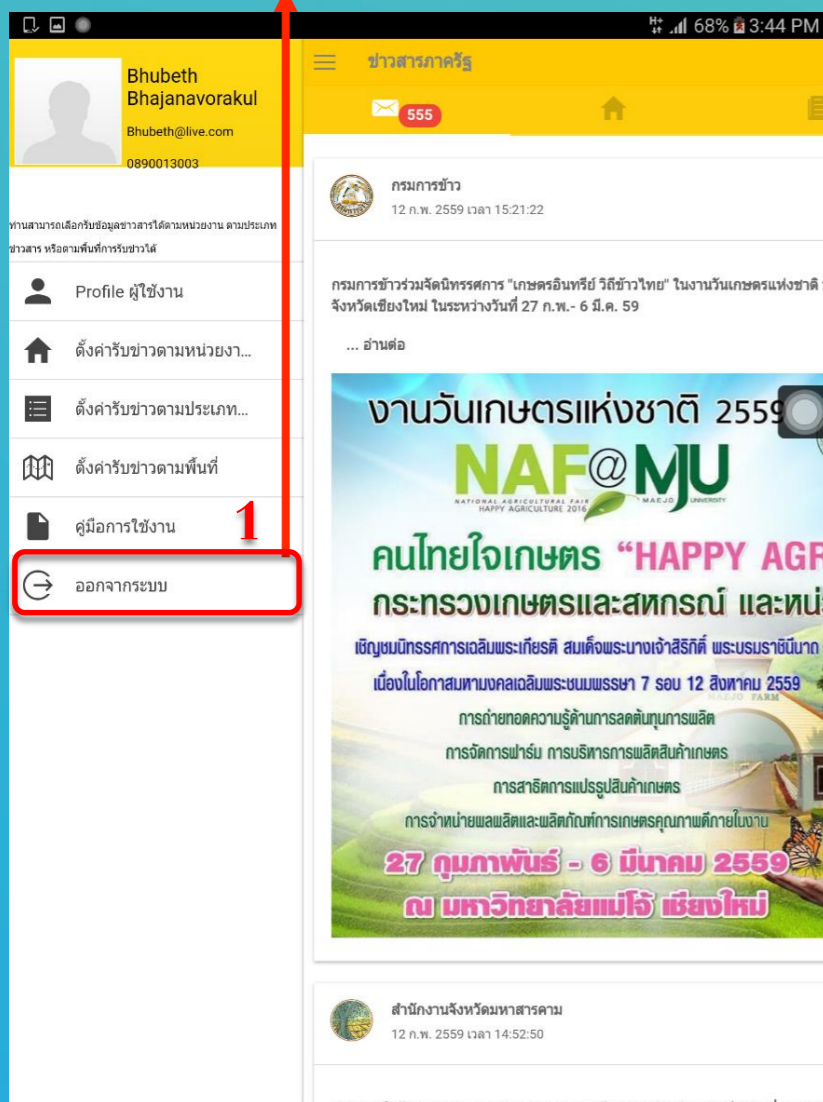 68% 3:44 PM
Bhubeth
Bhajanavorakul
Bhubeth@live.com
0890013003
ท่านสามารถเลือกรับข้อมูลข่าวสารได้ตามหน่วยงาน ตามประเภท
ข่าวสาร หรือตามพื้นที่การรับข่าวได้
Profile ผู้ใช้งาน
ตั้งค่ารับข่าวตามหน่วยงา...
ตั้งค่ารับข่าวตามประเภท...
ตั้งค่ารับข่าวตามพื้นที่
คู่มือการใช้งาน
1
ออกจากระบบ
ข่าวสารภาครัฐ
555
กรมการข้าว
12 ก.พ. 2559 เวลา 15:21:22
กรมการข้าวร่วมจัดนิทรรศการ "เกษตรอินทรีย์ วิถีข้าวไทย" ในงานวันเกษตรแห่งชาติ
จังหวัดเชียงใหม่ ในระหว่างวันที่ 27 ก.พ.- 6 มี.ค. 59
... อ่านต่อ
งานวันเกษตรแห่งชาติ 2559
NAF@MJU
NATIONAL AGRICULTURAL FAIR MAEJO UNIVERSITY
HAPPY AGRICULTURE 2016
คนไทยใจเกษตร “HAPPY AGR
กระทรวงเกษตรและสหกรณ์ และหน่
เชิญชมนิทรรศการเฉลิมพระเกียรติ สมเด็จพระนางเจ้าสิริกิติ์ พระบรมราชินีนาถ
เนื่องในโอกาสมหามงคลเฉลิมพระชนมพรรษา 7 รอบ 12 สิงหาคม 2559
MAEJO FARM
การถ่ายทอดความรู้ด้านการลดต้นทุนการผลิต
การจัดการฟาร์ม การบริหารการผลิตสินค้าเกษตร
การสาธิตการแปรรูปสินค้าเกษตร
การจำหน่ายผลผลิตและผลิตภัณฑ์การเกษตรคุณภาพดีภายในงาน
27 กุมภาพันธ์ - 6 มีนาคม 2559
ณ มหาวิทยาลัยแม่โจ้ เชียงใหม่
สำนักงานจังหวัดมหาสารคาม
12 ก.พ. 2559 เวลา 14:52:50